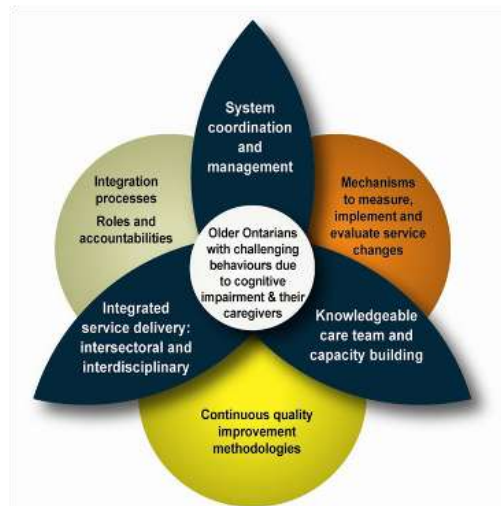 System
coordination
and
management
Integration
processes
Roles and
accountabilities
Mechanisms
to measure,
implement and
evaluate service
changes
Older Ontarians
with challenging
behaviours due
to cognitive
impairment & their
caregivers
Integrated
service delivery:
intersectoral and
interdisciplinary
Knowledgeable
care team and
capacity building
Continuous quality
improvement
methodologies